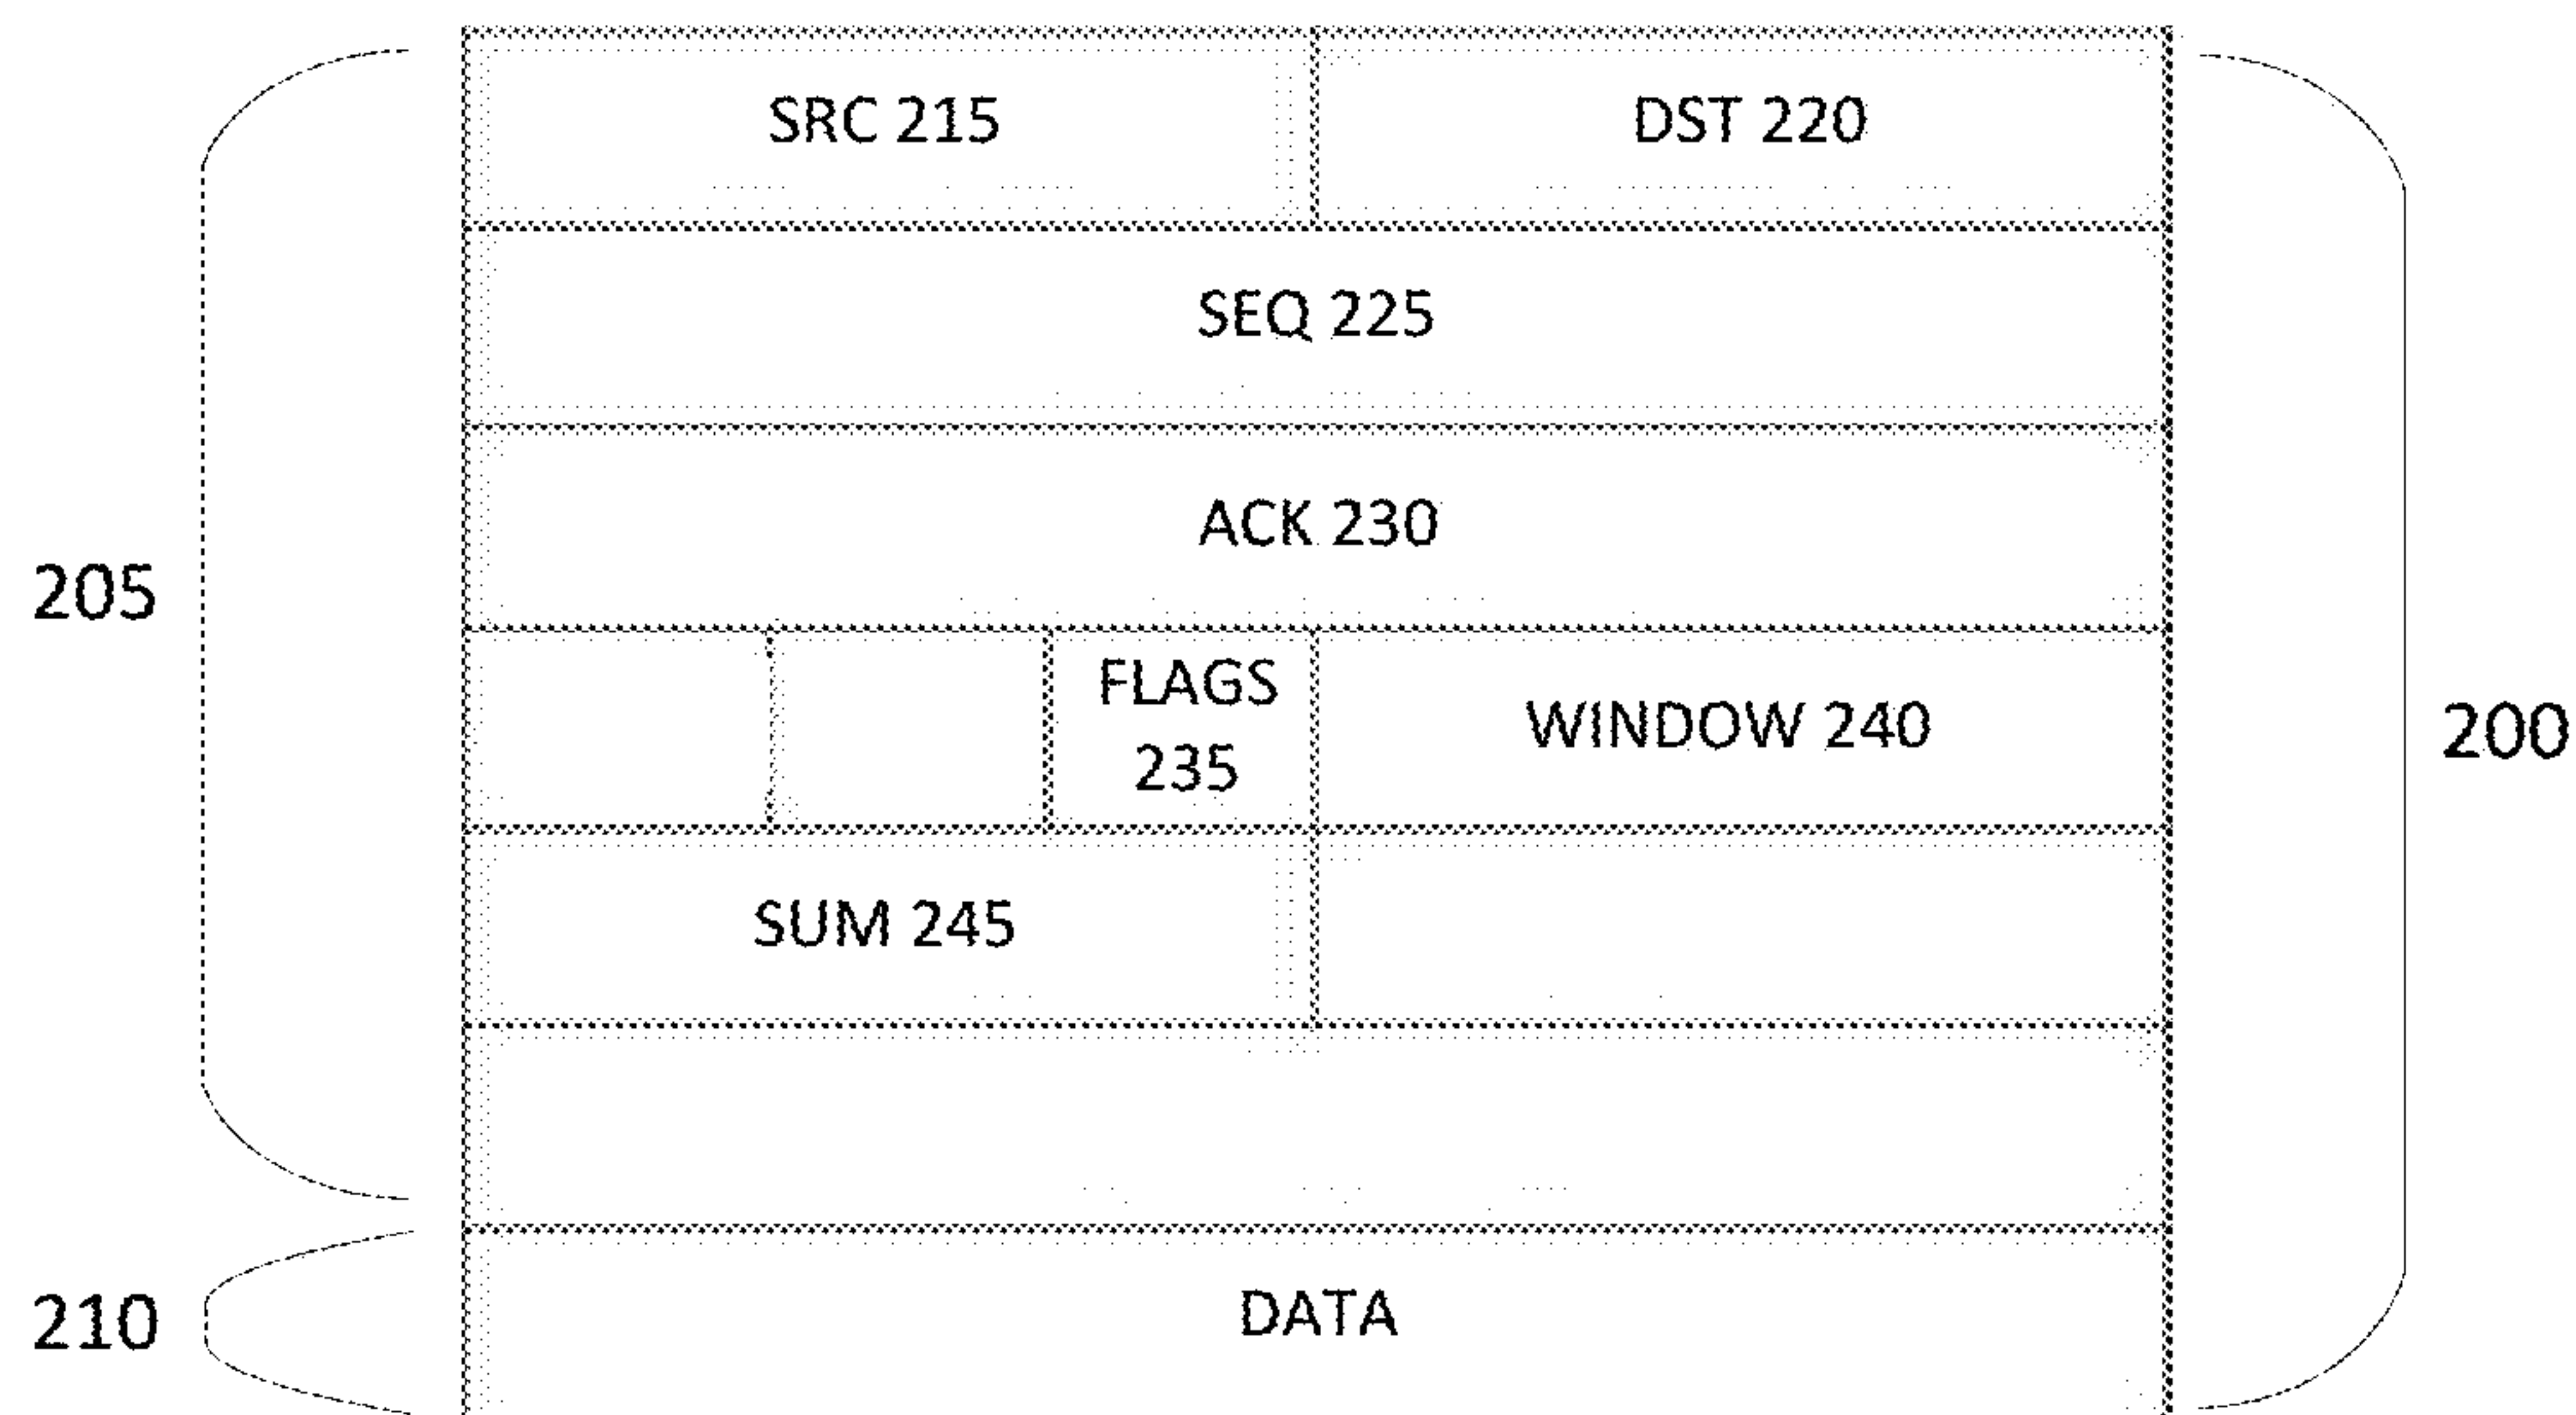 SRC 215
DST 220
SEQ 225
ACK 230
205
FLAGS
235
WINDOW 240
200
SUM 245
210
DATA